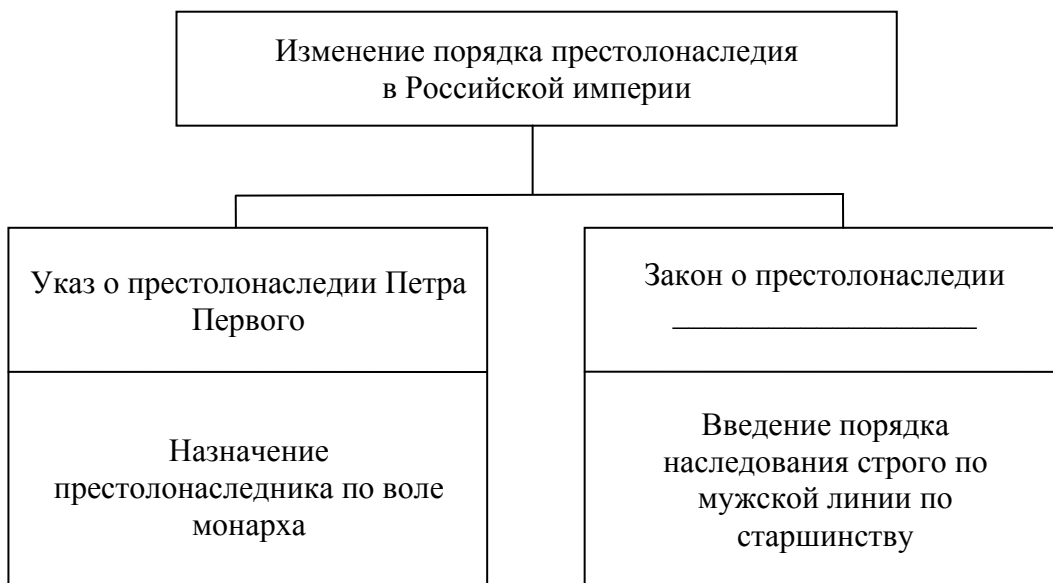 Изменение порядка престолонаследия
в Российской империи
Указ о престолонаследии Петра
Первого
Закон о престолонаследии
___________________
Назначение
престолонаследника по воле
монарха
Введение порядка
наследования строго по
мужской линии по
старшинству